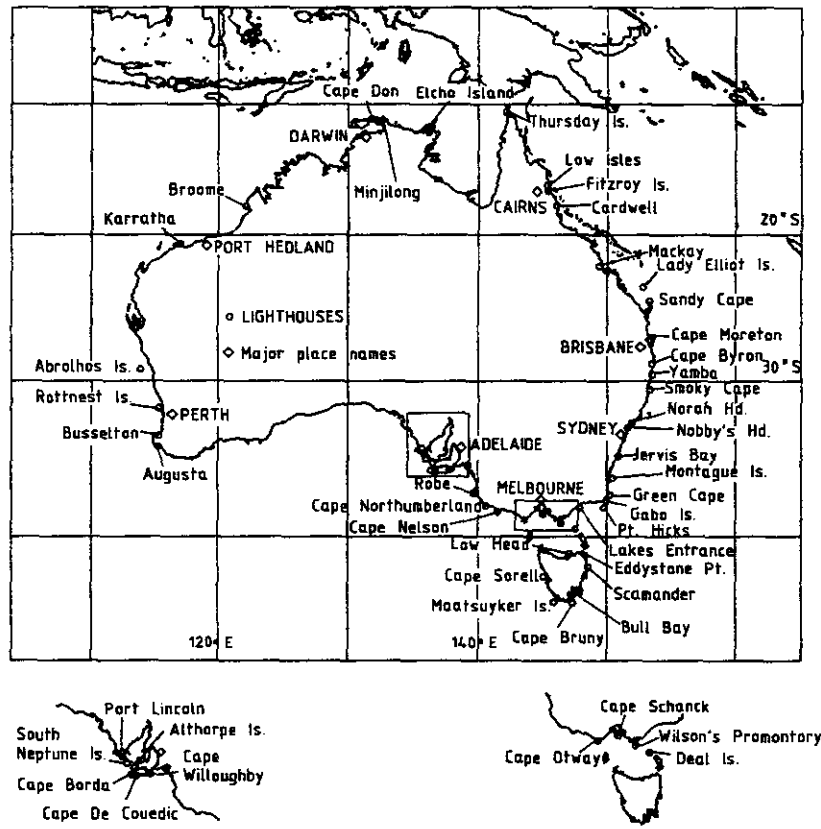 Cape Don Elcho Island
DARWIN
Thursday Is.
Minjilong
Low Isles
Fitzroy Is.
Broome
CAIRNS
Cardwell
Karratha
20°S
PORT HEDLAND
Mackay
Lady Elliot Is.
Sandy Cape
LIGHTHOUSES
Cape Moreton
BRISBANE
Major place names
Cape Byron
Abrolhos Is.
Yamba
30°S
Smoky Cape
Rottnest Is.
Norah Hd.
PERTH
SYDNEY
Nobby's Hd.
Busselton
ADELAIDE
Jervis Bay
Augusta
Montague Is.
Robe
MELBOURNE
Green Cape
Cape Northumberland
Gabo Is.
Cape Nelson
Pt. Hicks
Low Head
Lakes Entrance
Eddystone Pt.
Cape Sorell
Scamander
Maatsuyker Is.
Bull Bay
120°E
140°E
Cape Bruny
Port Lincoln
South
Neptune Is.
Althorpe Is.
Cape
Willoughby
Cape Borda
Cape De Couedic
Cape Schanck
Wilson's Promontory
Cape Otway
Deal Is.